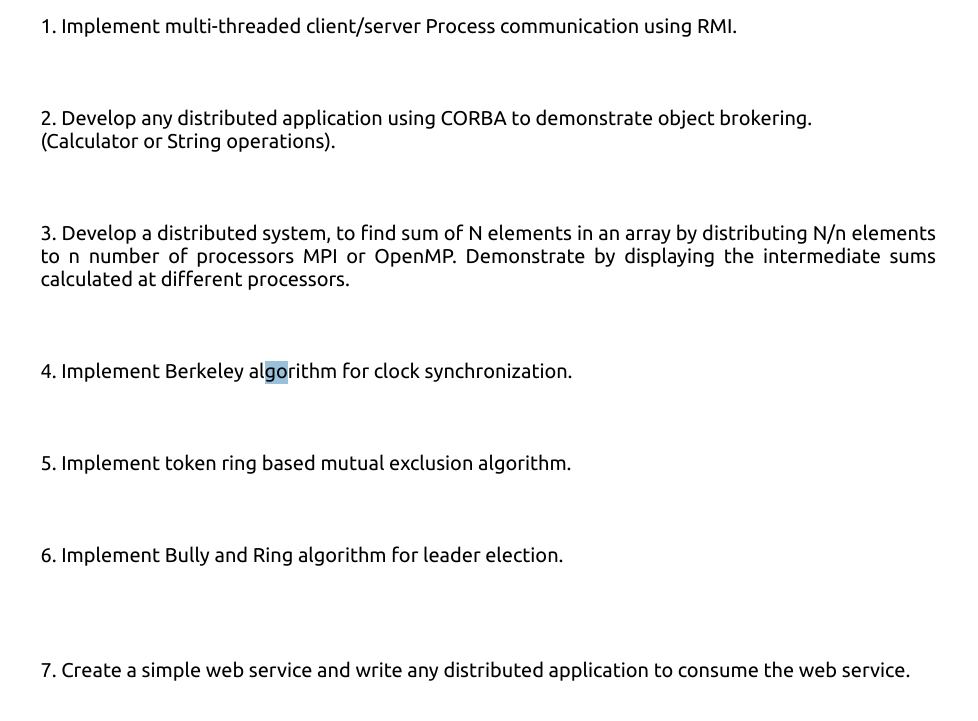 1. Implement multi-threaded client/server Process communication using RMI.
2. Develop any distributed application using CORBA to demonstrate object brokering.
(Calculator or String operations).
3. Develop a distributed system, to find sum of N elements in an array by distributing N/n elements
to n number of processors MPI or OpenMP. Demonstrate by displaying the intermediate sums
calculated at different processors.
4. Implement Berkeley algorithm for clock synchronization.
5. Implement token ring based mutual exclusion algorithm.
6. Implement Bully and Ring algorithm for leader election.
7. Create a simple web service and write any distributed application to consume the web service.